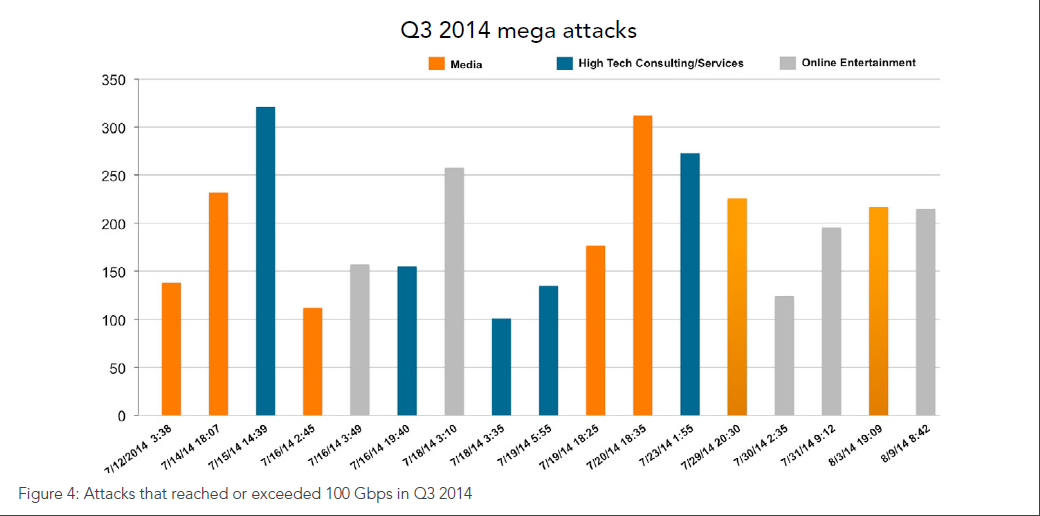 Q3 2014 mega attacks
Media High Tech Consulting/Services Online Entertainment
350
300
250
200
150
100
50
0
7/12/2014 3:38 7/14/14 18:07 7/15/14 14:39 7/16/14 2:45 7/16/14 3:49 7/16/14 19:40 7/18/14 3:10 7/18/14 3:35 7/19/14 5:55 7/19/14 18:25 7/20/14 18:35 7/23/14 1:55 7/29/14 20:30 7/30/14 2:35 7/31/14 9:12 8/3/14 19:09 8/9/14 8:42
Figure 4: Attacks that reached or exceeded 100 Gbps in Q3 2014